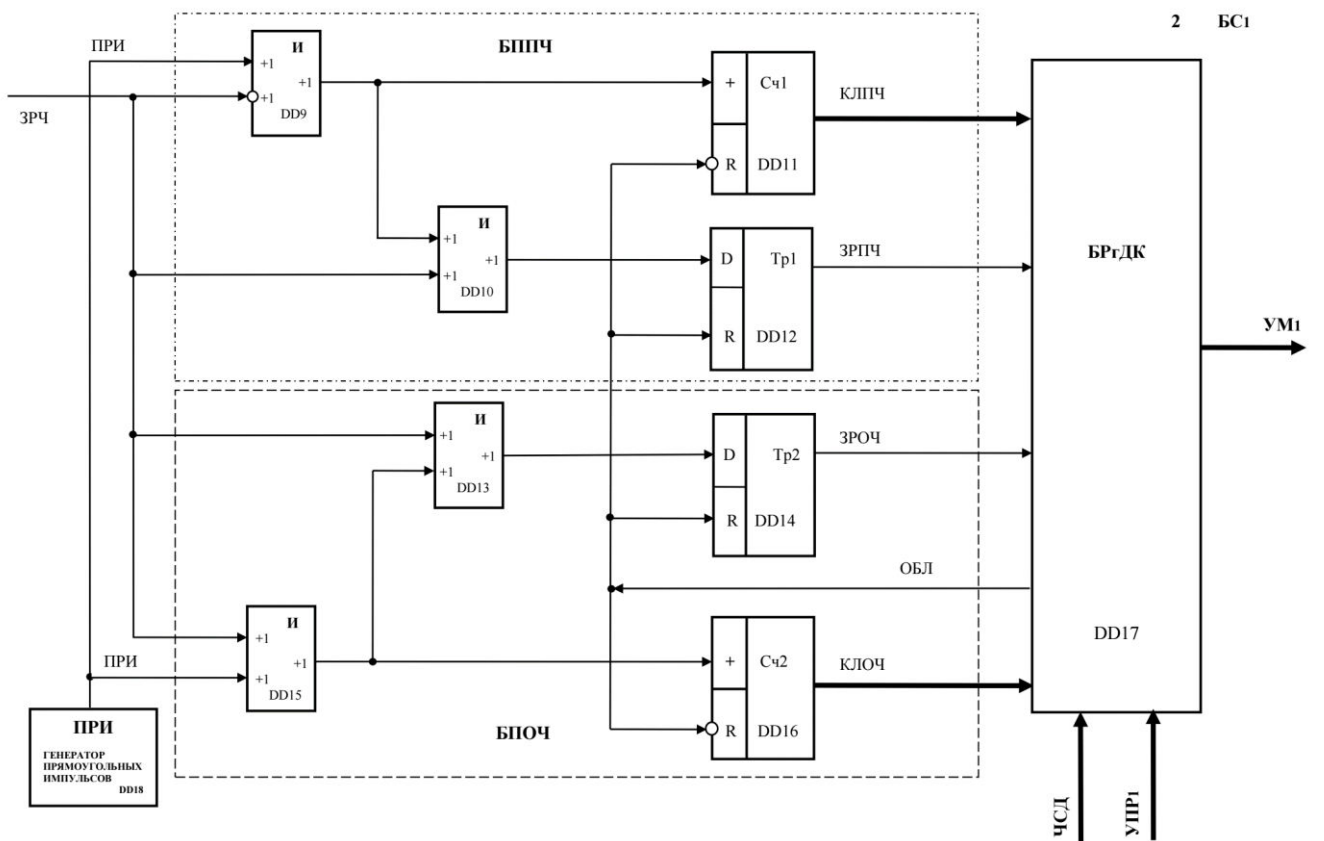 2 БС1
ПРИ
И
БППЧ
+1
+1
+1
DD9
ЗРЧ
+
Сч1
R
DD11
КЛПЧ
И
+1
+1
+1
DD10
D
Тр1
R
DD12
ЗРПЧ
БРгДК
УМ1
И
+1
+1
+1
DD13
D
Тр2
R
DD14
ЗРОЧ
ОБЛ
DD17
И
+1
+1
+1
DD15
ПРИ
+
Сч2
R
DD16
КЛОЧ
БПОЧ
ПРИ
ГЕНЕРАТОР
ПРЯМОУГОЛЬНЫХ
ИМПУЛЬСОВ
DD18
ЧСД
УПР1